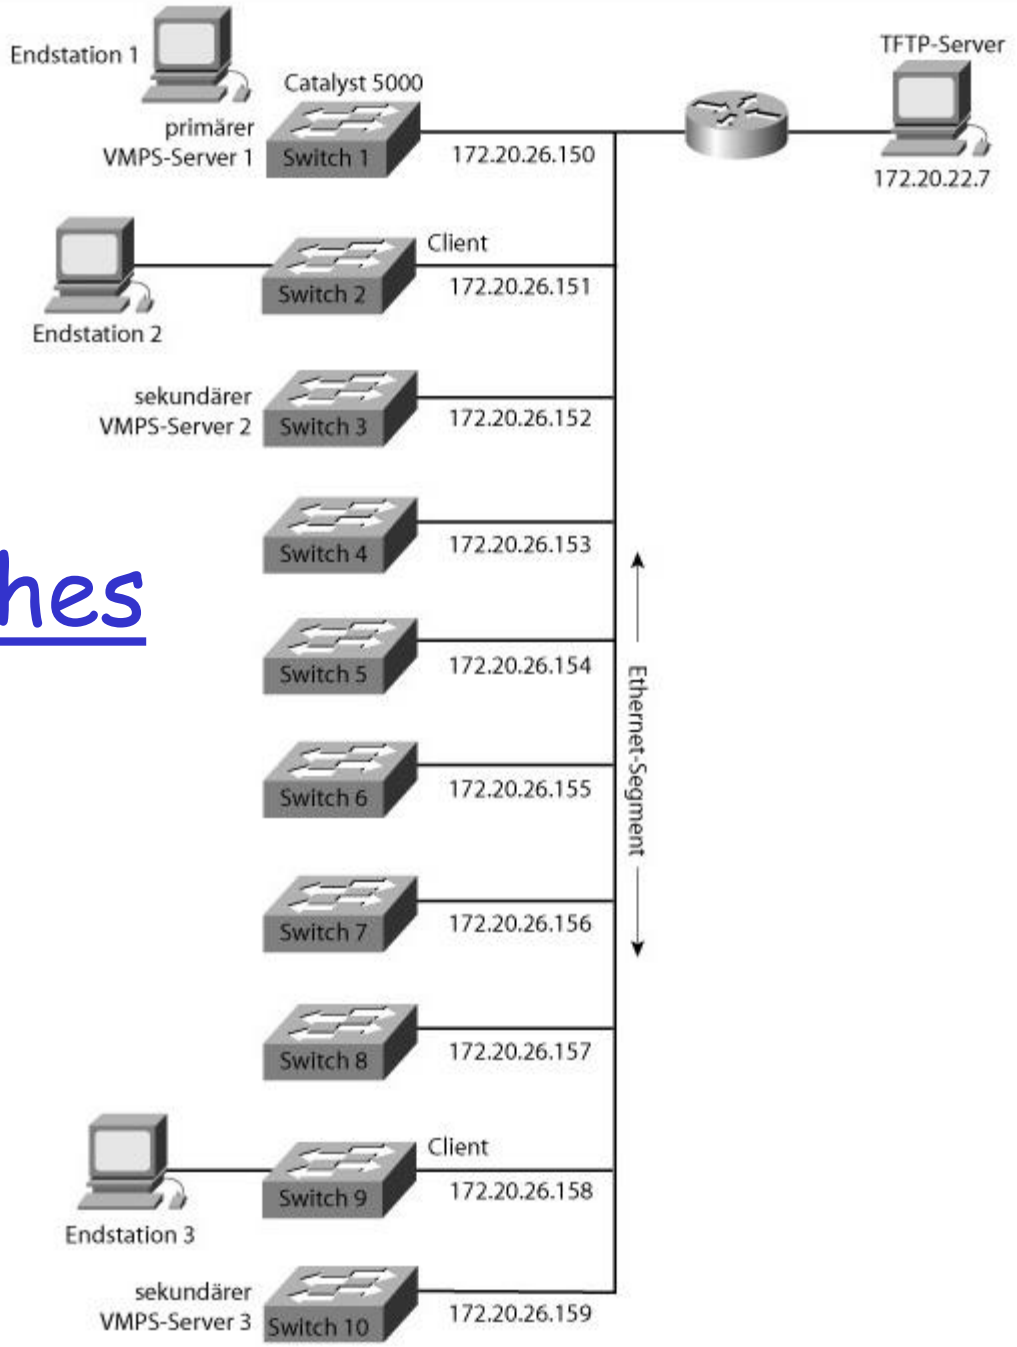 Endstation 1
TFTP-Server
Catalyst 5000
primärer
VMPS-Server 1
Switch 1
172.20.26.150
172.20.22.7
Client
Switch 2
172.20.26.151
Endstation 2
sekundärer
VMPS-Server 2
Switch 3
172.20.26.152
Switch 4
172.20.26.153
hes
Switch 5
172.20.26.154
Ethernet-Segment
Switch 6
172.20.26.155
Switch 7
172.20.26.156
Switch 8
172.20.26.157
Client
Switch 9
172.20.26.158
Endstation 3
sekundärer
VMPS-Server 3
Switch 10
172.20.26.159